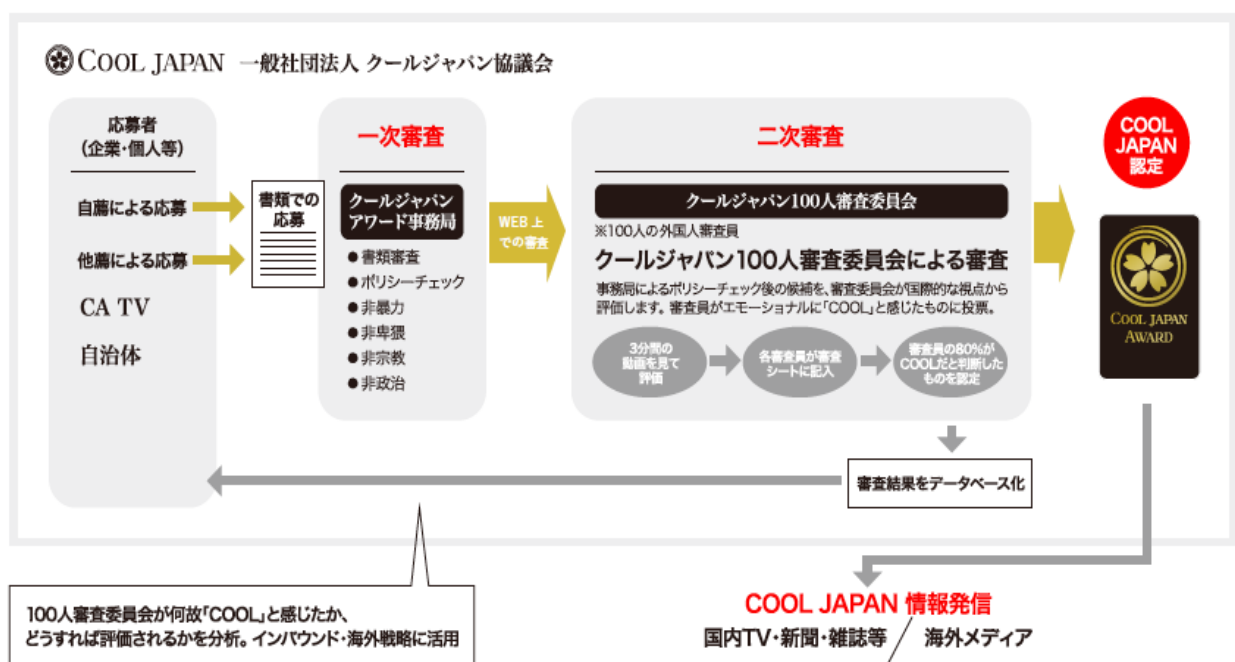 COOL JAPAN 一般社団法人 クールジャパン協議会
応募者
(企業・個人等)
自薦による応募
他薦による応募
CA TV
自治体
書類での
応募
一次審査
クールジャパン
アワード事務局
●書類審査
●ポリシーチェック
●非暴力
●非卑猥
●非宗教
●非政治
WEB 上
での審査
二次審査
クールジャパン100人審査委員会
※100人の外国人審査員
クールジャパン100人審査委員会による審査
事務局によるポリシーチェック後の候補を、審査委員会が国際的な視点から
評価します。審査員がエモーショナルに「COOL」と感じたものに投票。
3分間の
動画を見て
評価
各審査員が審査
シートに記入
審査員の80%が
COOLだと判断した
ものを認定
COOL
JAPAN
認定
COOL JAPAN
AWARD
審査結果をデータベース化
100人審査委員会が何故「COOL」と感じたか、
どうすれば評価されるかを分析。インバウンド・海外戦略に活用
COOL JAPAN 情報発信
国内TV・新聞・雑誌等 / 海外メディア